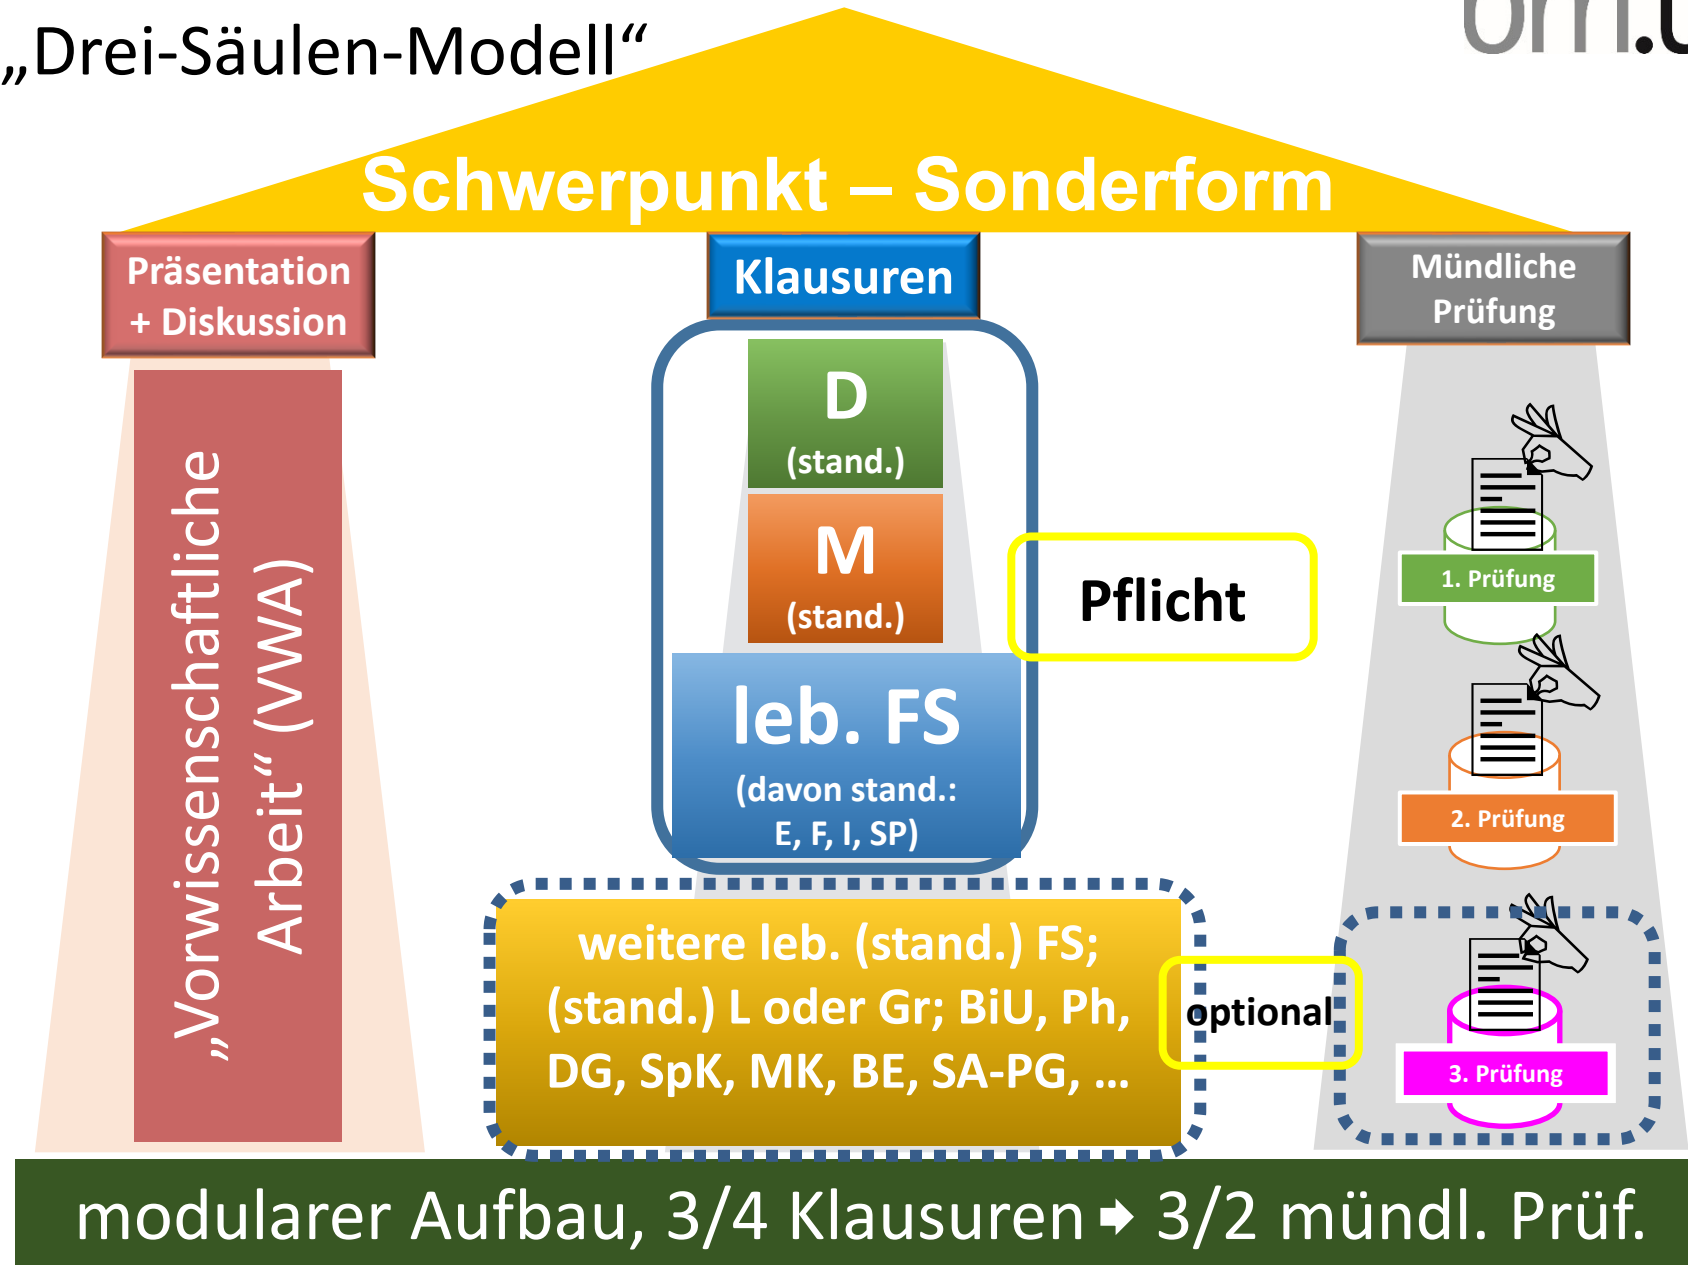 „Drei-Säulen-Modell“
Schwerpunkt – Sonderform
Präsentation
+ Diskussion
„Vorwissenschaftliche
Arbeit“ (VWA)
Klausuren
D
(stand.)
M
(stand.)
leb. FS
(davon stand.:
E, F, I, SP)
Pflicht
weitere leb. (stand.) FS;
(stand.) L oder Gr; BiU, Ph,
DG, SpK, MK, BE, SA-PG, ...
optional
Mündliche
Prüfung
1. Prüfung
2. Prüfung
3. Prüfung
modularer Aufbau, 3/4 Klausuren 🡆 3/2 mündl. Prüf.